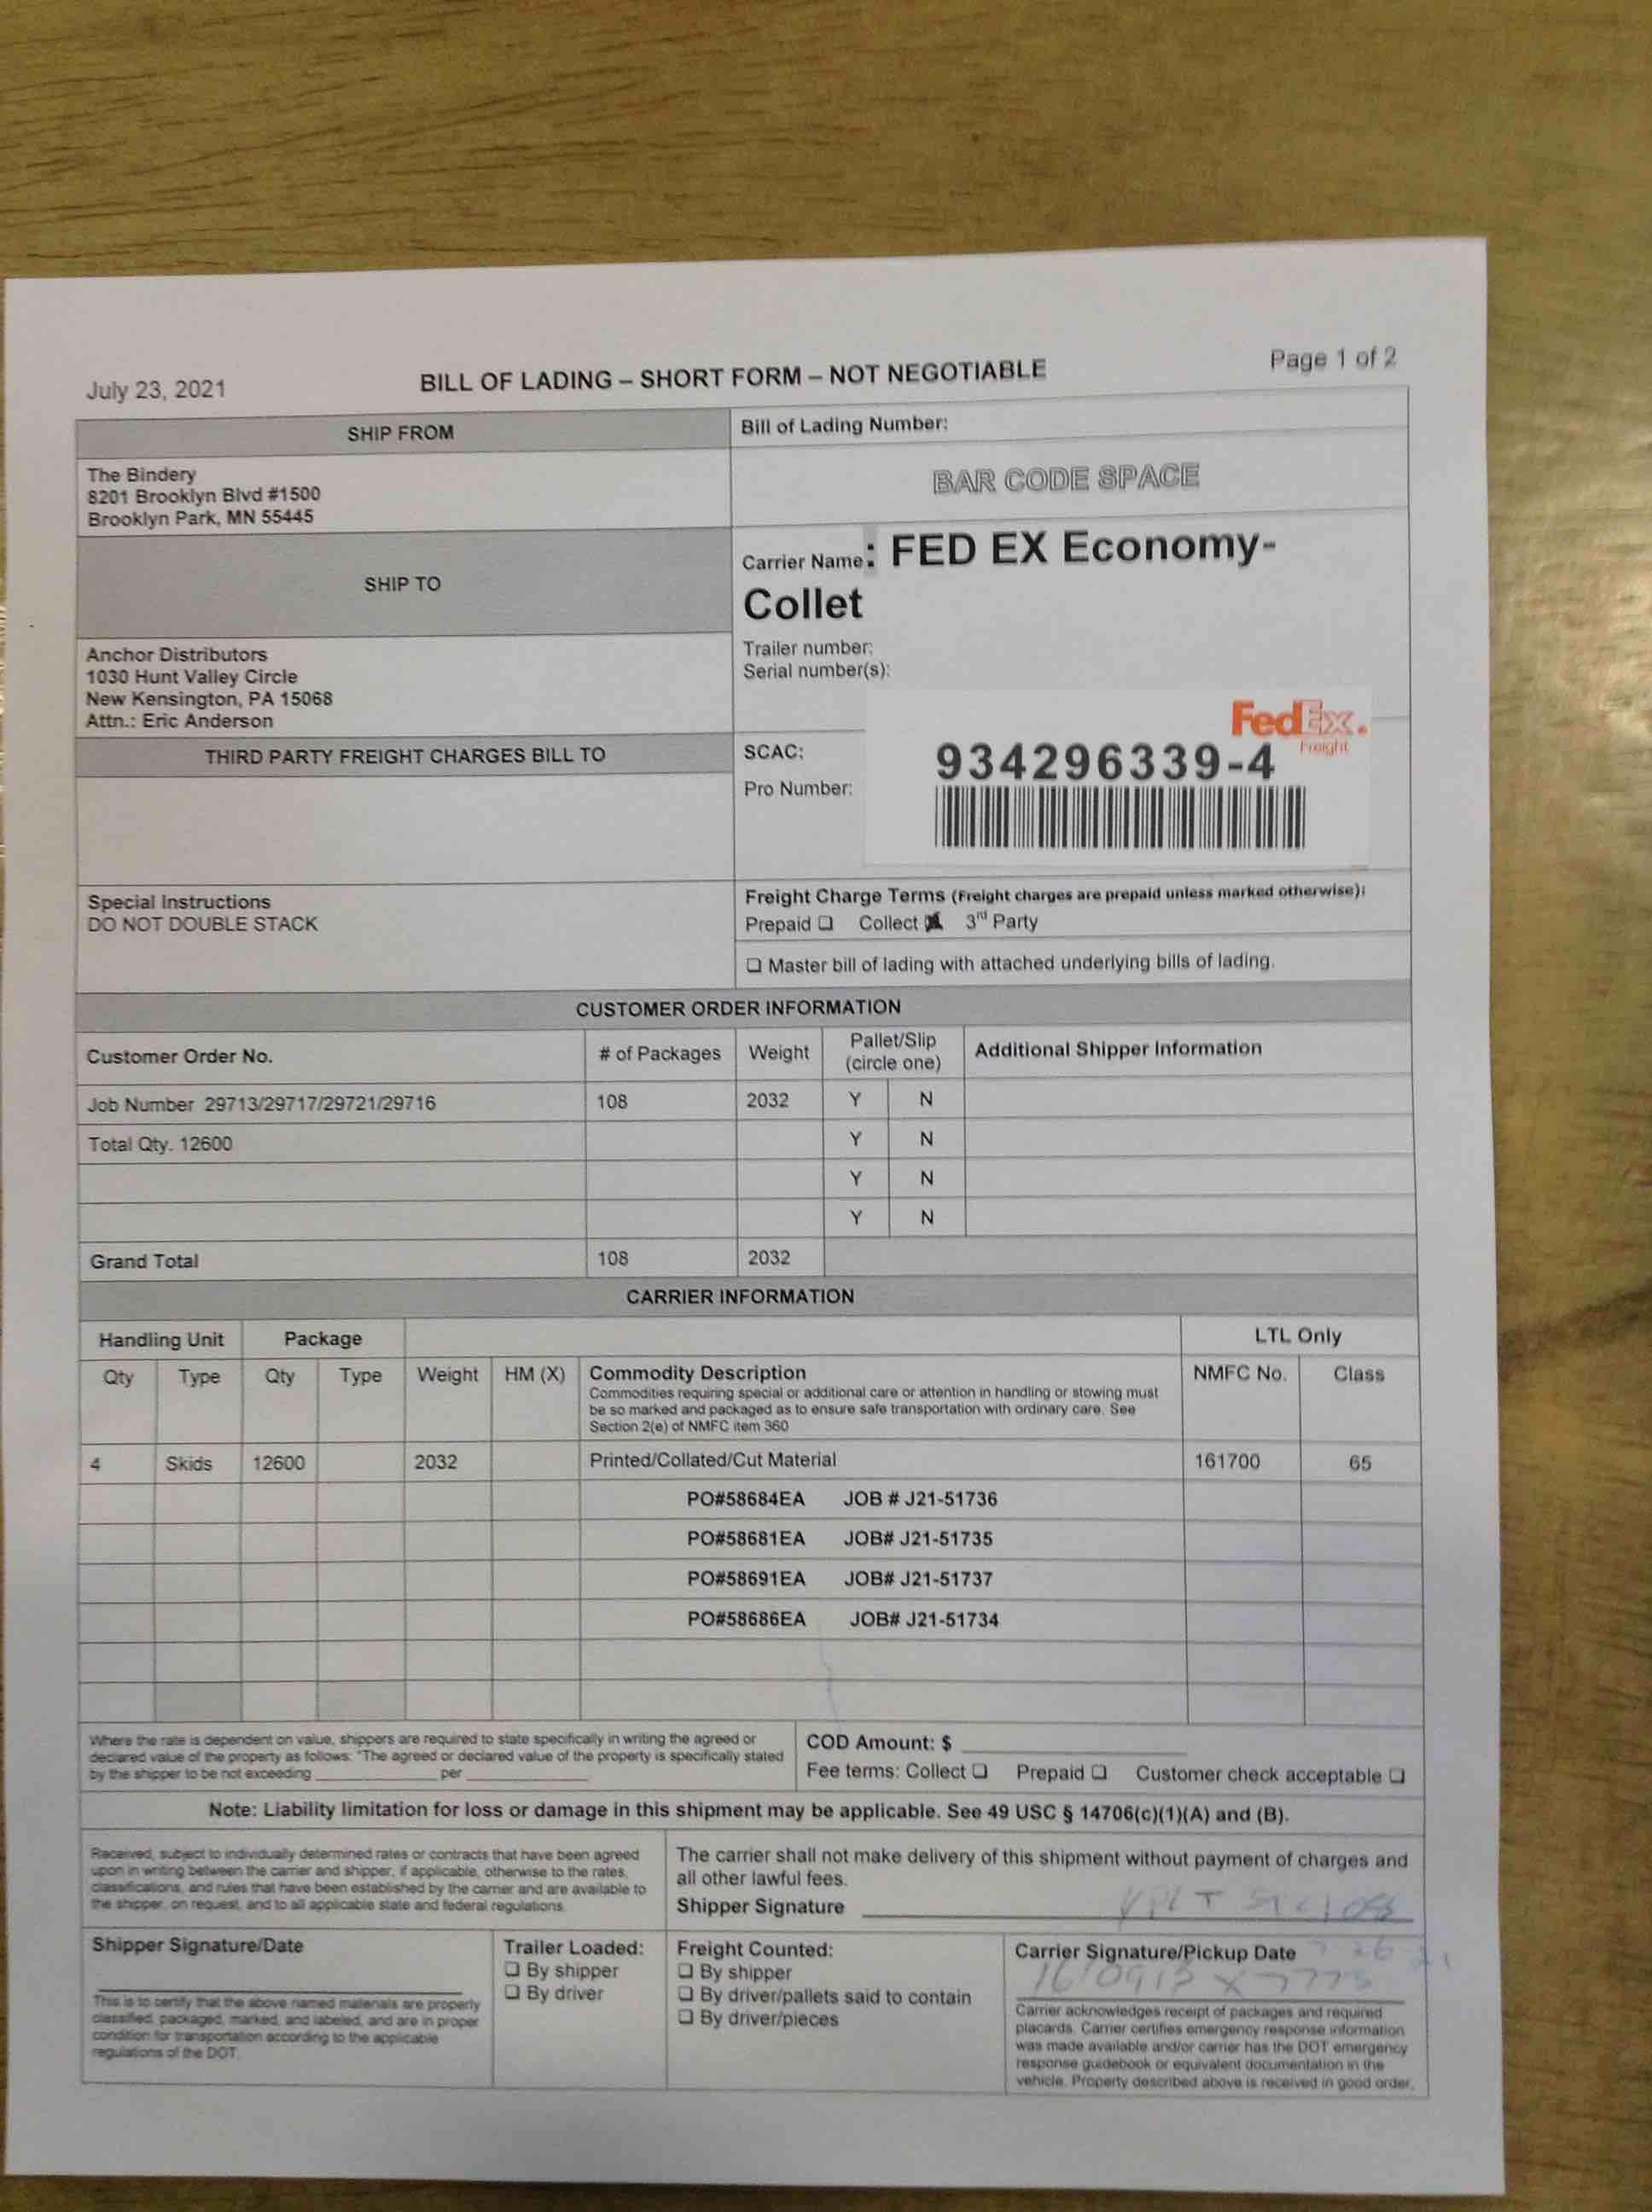 July 23, 2021
BILL OF LADING – SHORT FORM – NOT NEGOTIABLE
Page 1 of 2
SHIP FROM
The Bindery
8201 Brooklyn Blvd #1500
Brooklyn Park, MN 55445
Bill of Lading Number:
BAR CODE SPACE
SHIP TO
Anchor Distributors
1030 Hunt Valley Circle
New Kensington, PA 15068
Attn.: Eric Anderson
Carrier Name: FED EX Economy-
Collet
Trailer number:
Serial number(s):
THIRD PARTY FREIGHT CHARGES BILL TO
SCAC:
Pro Number:
FedEx.
Freight
934296339-4
Special Instructions
DO NOT DOUBLE STACK
Freight Charge Terms (Freight charges are prepaid unless marked otherwise):
Prepaid ❑ Collect ☒ 3rd Party
❑ Master bill of lading with attached underlying bills of lading.
CUSTOMER ORDER INFORMATION
Customer Order No. # of Packages Weight Pallet/Slip (circle one) Additional Shipper Information
Job Number 29713/29717/29721/29716 108 2032 Y N
Total Qty. 12600 Y N
Y N
Y N
Grand Total 108 2032
CARRIER INFORMATION
Handling Unit Package LTL Only
Qty Type Qty Type Weight HM (X) Commodity Description NMFC No. Class
Commodities requiring special or additional care or attention in handling or stowing must
be so marked and packaged as to ensure safe transportation with ordinary care. See
Section 2(e) of NMFC item 360
4 Skids 12600 2032 Printed/Collated/Cut Material 161700 65
PO#58684EA JOB # J21-51736
PO#58681EA JOB# J21-51735
PO#58691EA JOB# J21-51737
PO#58686EA JOB# J21-51734
Where the rate is dependent on value, shippers are required to state specifically in writing the agreed or
declared value of the property as follows: "The agreed or declared value of the property is specifically stated
by the shipper to be not exceeding ____________ per ____________
COD Amount: $ ____________
Fee terms: Collect ❑ Prepaid ❑ Customer check acceptable ❑
Note: Liability limitation for loss or damage in this shipment may be applicable. See 49 USC § 14706(c)(1)(A) and (B).
Received, subject to individually determined rates or contracts that have been agreed
upon in writing between the carrier and shipper, if applicable, otherwise to the rates,
classifications, and rules that have been established by the carrier and are available to
the shipper, on request, and to all applicable state and federal regulations.
The carrier shall not make delivery of this shipment without payment of charges and
all other lawful fees.
Shipper Signature
Shipper Signature/Date
This is to certify that the above named materials are properly
classified, packaged, marked, and labeled, and are in proper
condition for transportation according to the applicable
regulations of the DOT.
Trailer Loaded:
❑ By shipper
❑ By driver
Freight Counted:
❑ By shipper
❑ By driver/pallets said to contain
❑ By driver/pieces
Carrier Signature/Pickup Date
Carrier acknowledges receipt of packages and required
placards. Carrier certifies emergency response information
was made available and/or carrier has the DOT emergency
response guidebook or equivalent documentation in the
vehicle. Property described above is received in good order.